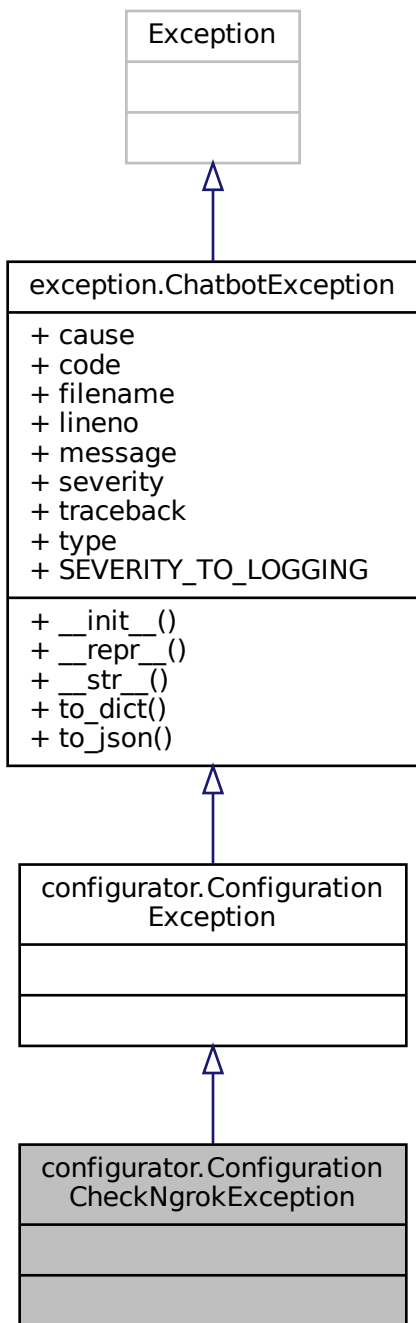 Exception
exception.ChatbotException
+ cause
+ code
+ filename
+ lineno
+ message
+ severity
+ traceback
+ type
+ SEVERITY_TO_LOGGING
+ __init__()
+ __repr__()
+ __str__()
+ to_dict()
+ to_json()
configurator.Configuration
Exception
configurator.Configuration
CheckNgrokException